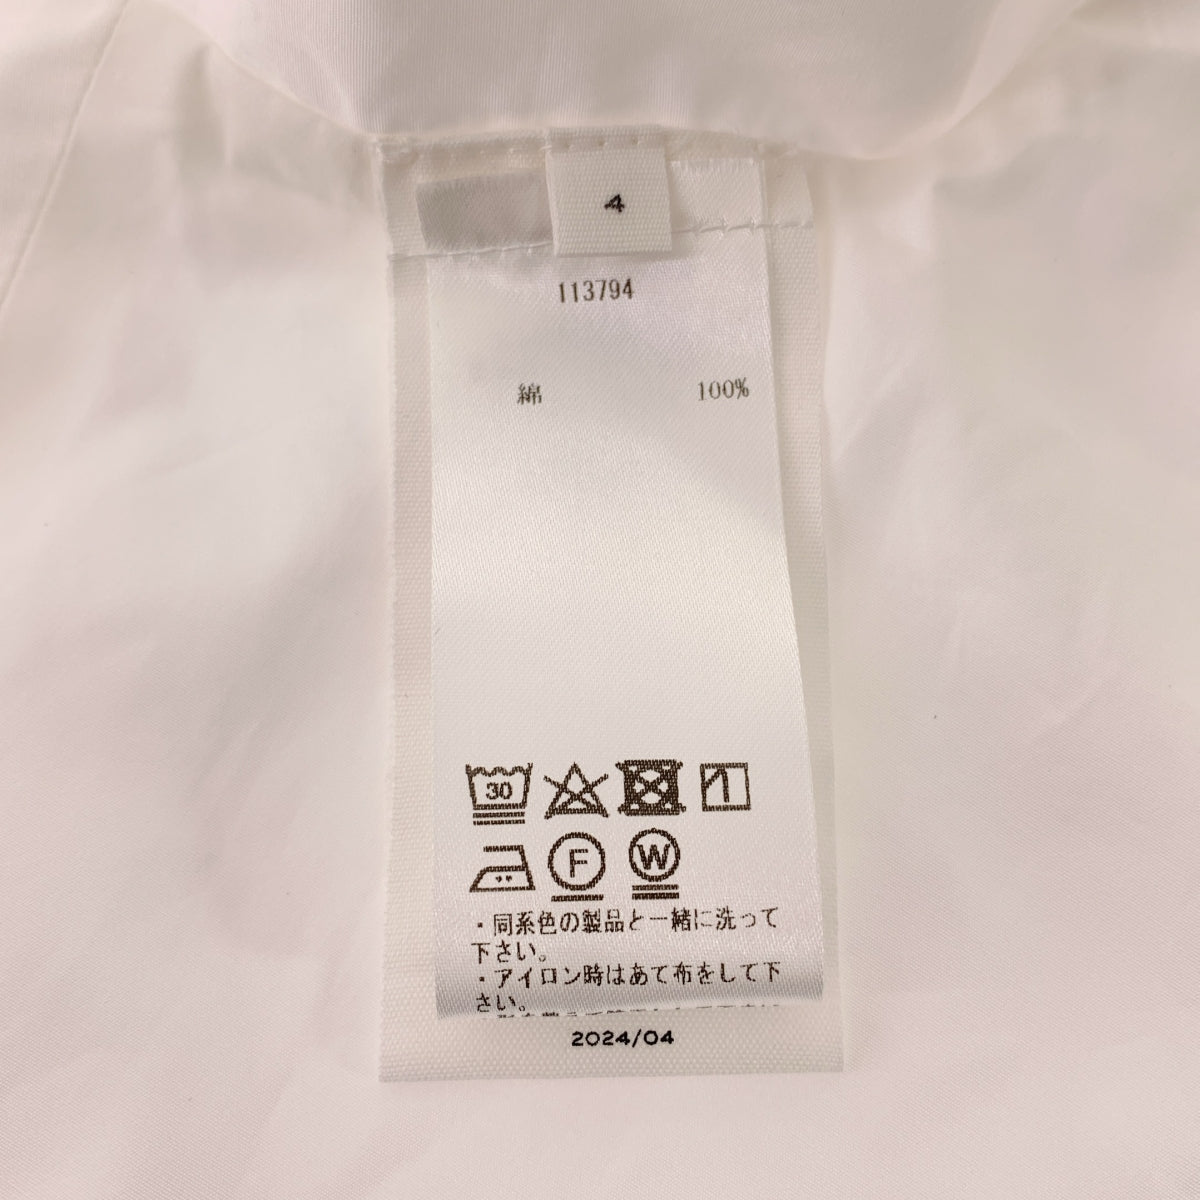 4
113794
綿 100%
30
F W
・同系色の製品と一緒に洗って
下さい。
・アイロン時はあて布をして下
さい。
2024/04